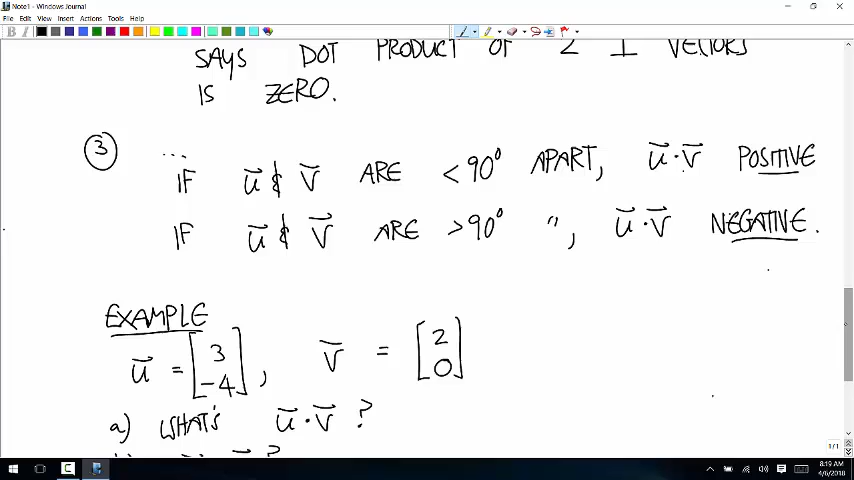 Note1 - Windows Journal
File Edit View Insert Actions Tools Help
B I
SAYS DOT PRODUCT OF 2 ⊥ VECTORS
IS ZERO.
③ ...
IF u⃗ & v⃗ ARE < 90° APART, u⃗ · v⃗ POSITIVE
IF u⃗ & v⃗ ARE > 90° ", u⃗ · v⃗ NEGATIVE.
EXAMPLE
u⃗ = [3 -4], v⃗ = [2 0]
a) WHAT'S u⃗ · v⃗ ?
1/1
8:19 AM
4/6/2018